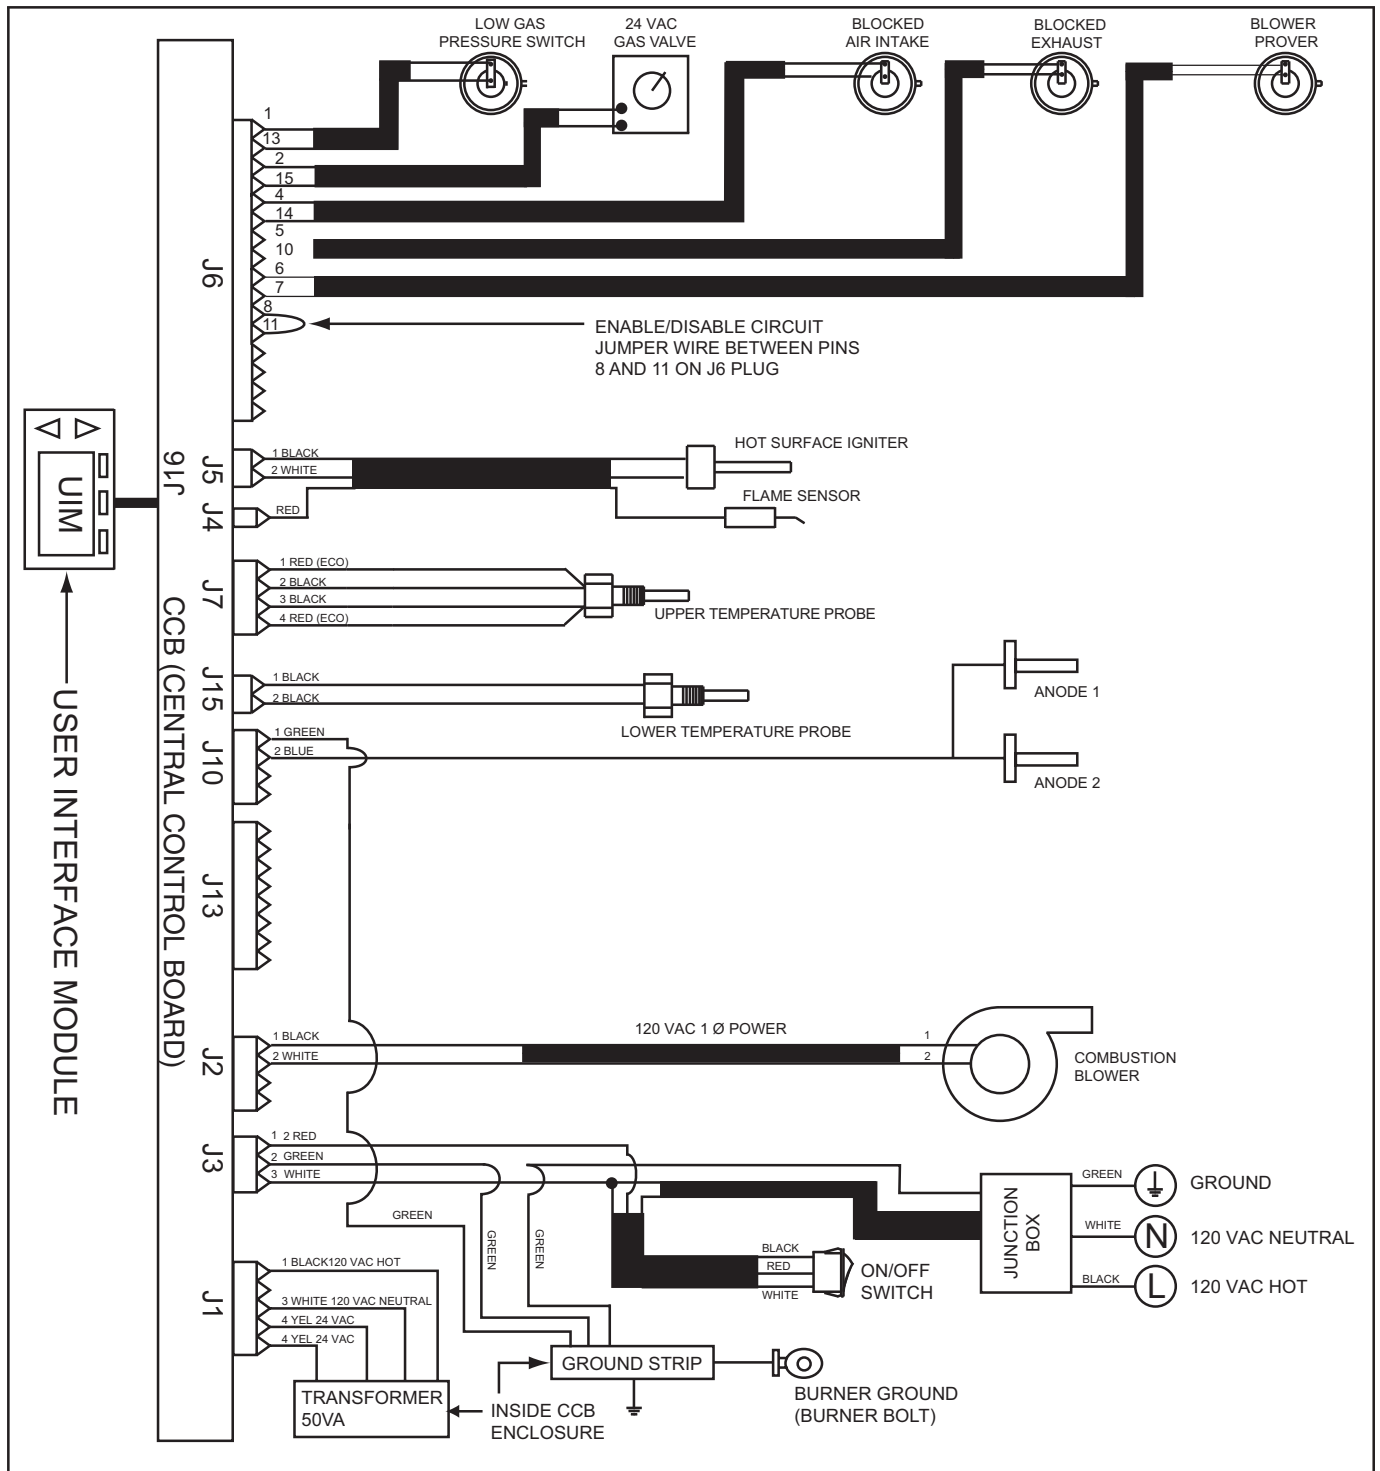 LOW GAS
PRESSURE SWITCH
24 VAC
GAS VALVE
BLOCKED
AIR INTAKE
BLOCKED
EXHAUST
BLOWER
PROVER
1
13
2
15
4
14
5
10
6
7
8
11
J6
ENABLE/DISABLE CIRCUIT
JUMPER WIRE BETWEEN PINS
8 AND 11 ON J6 PLUG
UIM
USER INTERFACE MODULE
J16
CCB (CENTRAL CONTROL BOARD)
J5
1 BLACK
2 WHITE
HOT SURFACE IGNITER
J4
RED
FLAME SENSOR
J7
1 RED (ECO)
2 BLACK
3 BLACK
4 RED (ECO)
UPPER TEMPERATURE PROBE
J15
1 BLACK
2 BLACK
LOWER TEMPERATURE PROBE
J10
1 GREEN
2 BLUE
ANODE 1
ANODE 2
J13
J2
1 BLACK
2 WHITE
120 VAC 1 Ø POWER
1
2
COMBUSTION
BLOWER
J3
1 2 RED
2 GREEN
3 WHITE
GREEN
GREEN
GREEN
BLACK
RED
WHITE
ON/OFF
SWITCH
JUNCTION
BOX
GREEN
GROUND
WHITE
N
120 VAC NEUTRAL
BLACK
L
120 VAC HOT
J1
1 BLACK120 VAC HOT
3 WHITE 120 VAC NEUTRAL
4 YEL 24 VAC
4 YEL 24 VAC
TRANSFORMER
50VA
INSIDE CCB
ENCLOSURE
GROUND STRIP
BURNER GROUND
(BURNER BOLT)